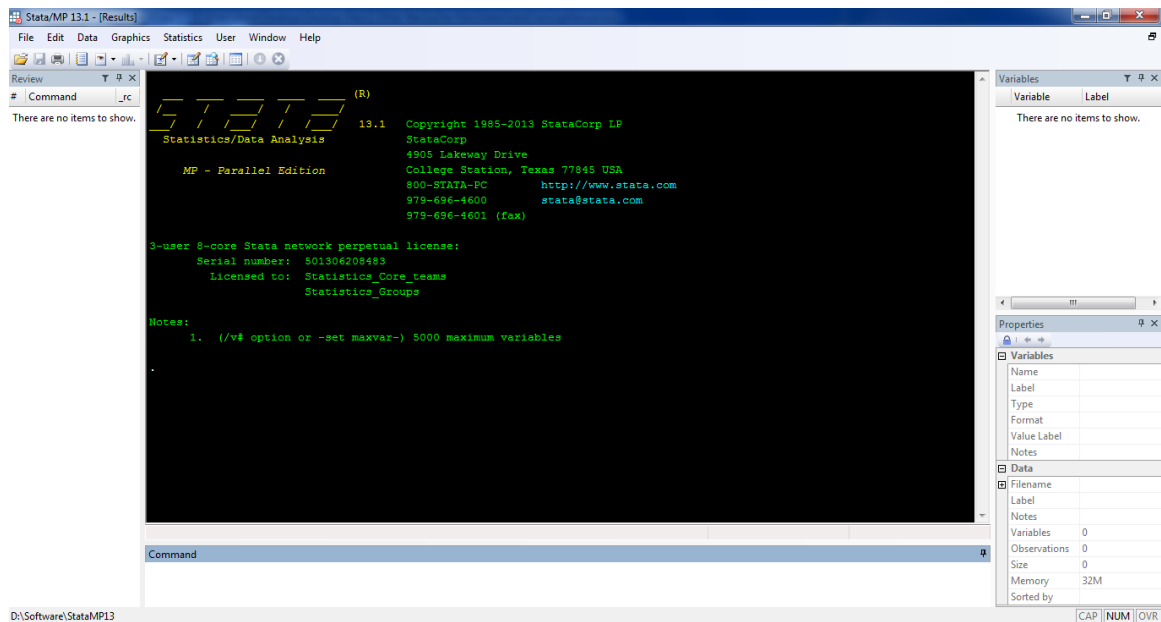 Stata/MP 13.1 - [Results]
File Edit Data Graphics Statistics User Window Help
Review
# Command _rc
There are no items to show.
(R)
13.1 Copyright 1985-2013 StataCorp LP
Statistics/Data Analysis StataCorp
4905 Lakeway Drive
MP - Parallel Edition College Station, Texas 77845 USA
800-STATA-PC http://www.stata.com
979-696-4600 stata@stata.com
979-696-4601 (fax)
3-user 8-core Stata network perpetual license:
Serial number: 501306208483
Licensed to: Statistics_Core_teams
Statistics_Groups
Notes:
1. (/v# option or -set maxvar-) 5000 maximum variables
.
Command
Variables
Variable Label
There are no items to show.
Properties
Variables
Name
Label
Type
Format
Value Label
Notes
Data
Filename
Label
Notes
Variables 0
Observations 0
Size 0
Memory 32M
Sorted by
D:\Software\StataMP13
CAP NUM OVR